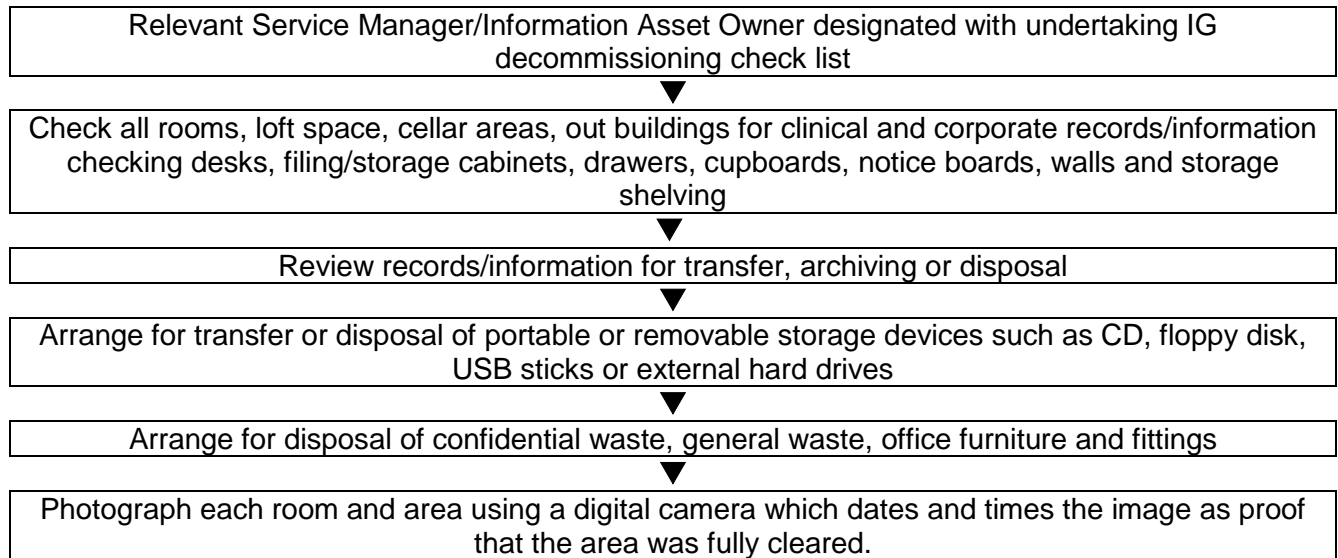 Relevant Service Manager/Information Asset Owner designated with undertaking IG
decommissioning check list
Check all rooms, loft space, cellar areas, out buildings for clinical and corporate records/information
checking desks, filing/storage cabinets, drawers, cupboards, notice boards, walls and storage
shelving
Review records/information for transfer, archiving or disposal
Arrange for transfer or disposal of portable or removable storage devices such as CD, floppy disk,
USB sticks or external hard drives
Arrange for disposal of confidential waste, general waste, office furniture and fittings
Photograph each room and area using a digital camera which dates and times the image as proof
that the area was fully cleared.